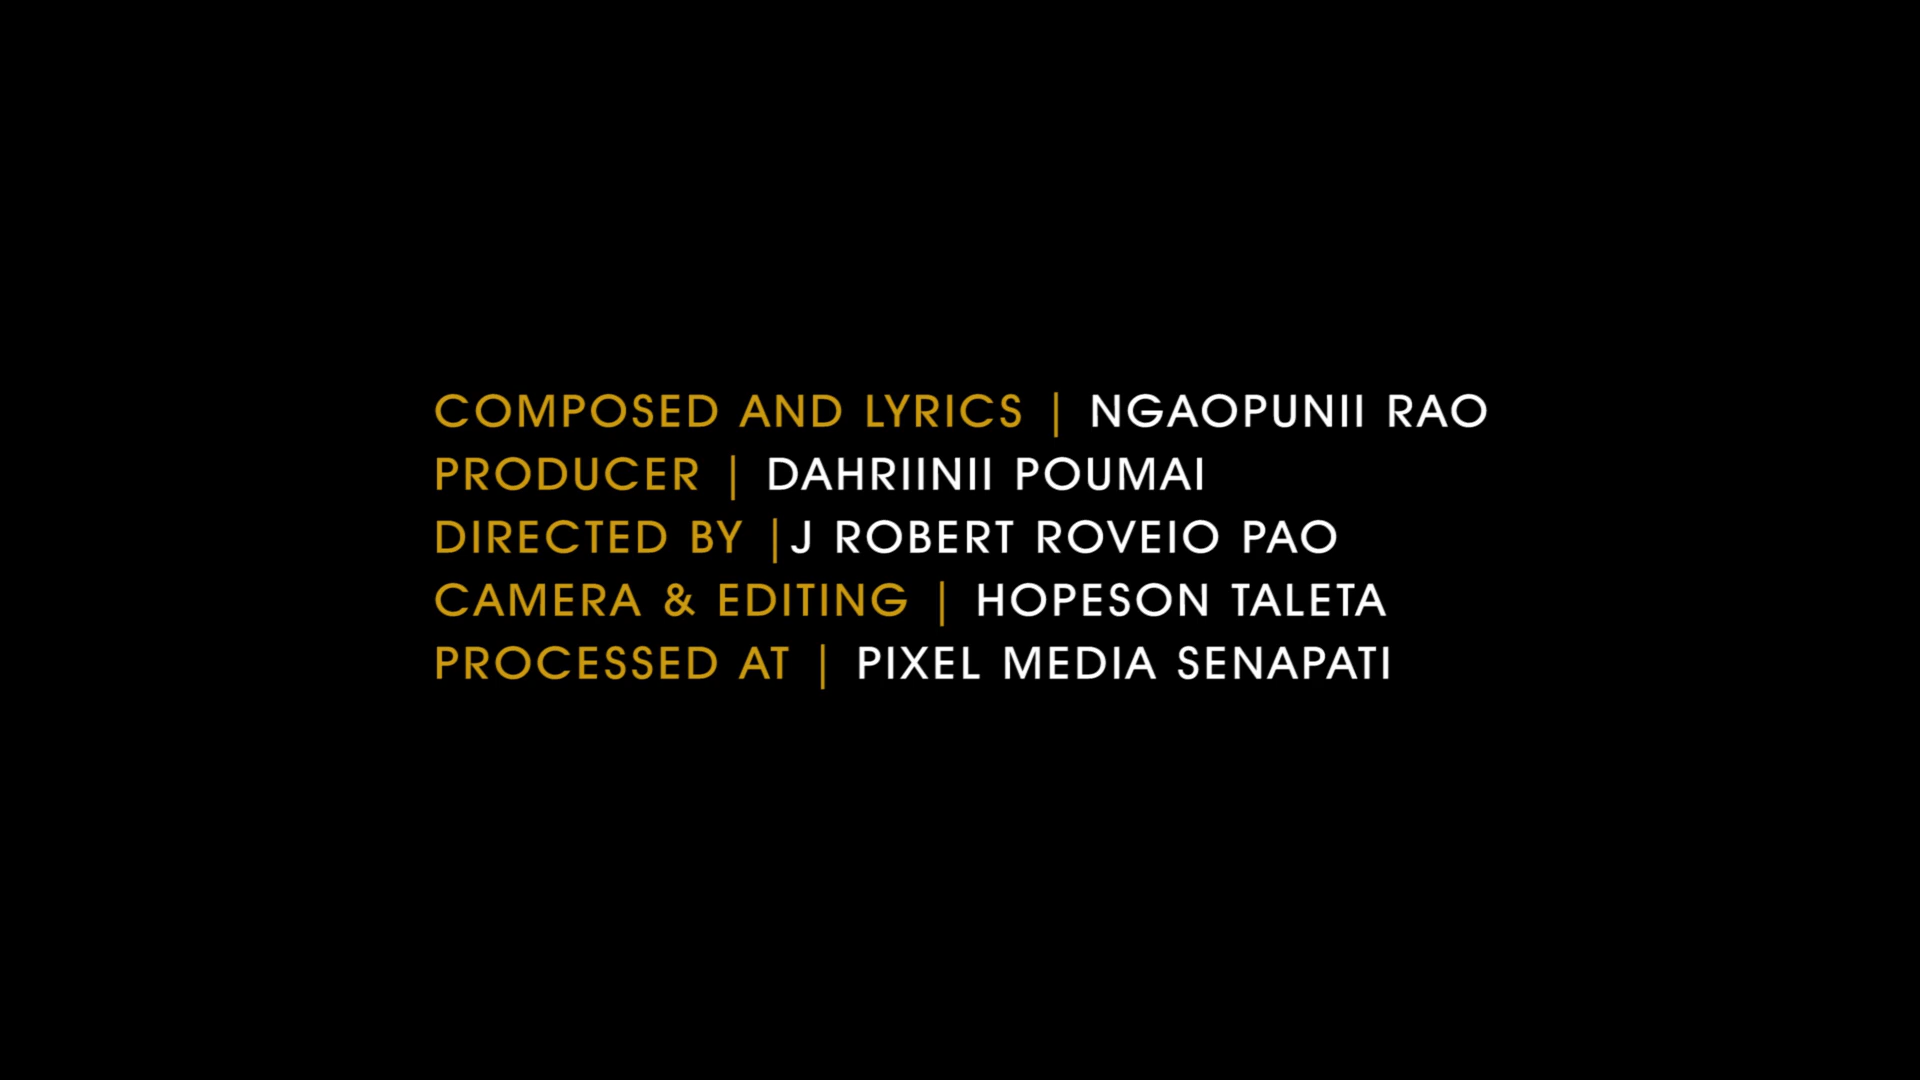 COMPOSED AND LYRICS | NGAOPUNII RAO
PRODUCER | DAHRIINII POUMAI
DIRECTED BY |J ROBERT ROVEIO PAO
CAMERA & EDITING | HOPESON TALETA
PROCESSED AT | PIXEL MEDIA SENAPATI